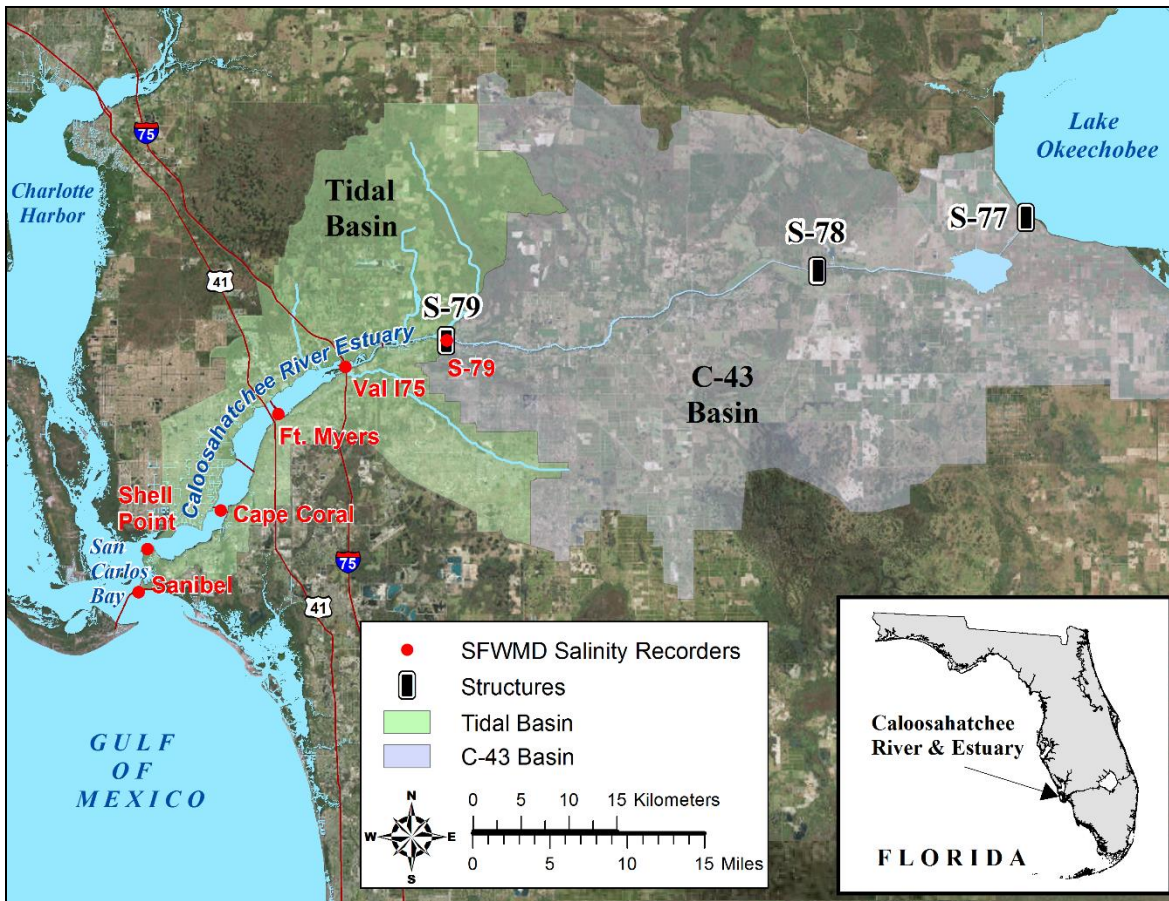 75
Lake
Okeechobee
Charlotte
Harbor
Tidal
Basin
S-77
S-78
41
S-79
S-79
Caloosahatchee River Estuary
Val I75
C-43
Basin
Ft. Myers
Shell
Point
Cape Coral
San
Carlos
Bay
Sanibel
75
41
GULF
OF
MEXICO
SFWMD Salinity Recorders
Structures
Tidal Basin
C-43 Basin
N
W E
S
0 5 10 15 Kilometers
0 5 10 15 Miles
Caloosahatchee
River & Estuary
FLORIDA